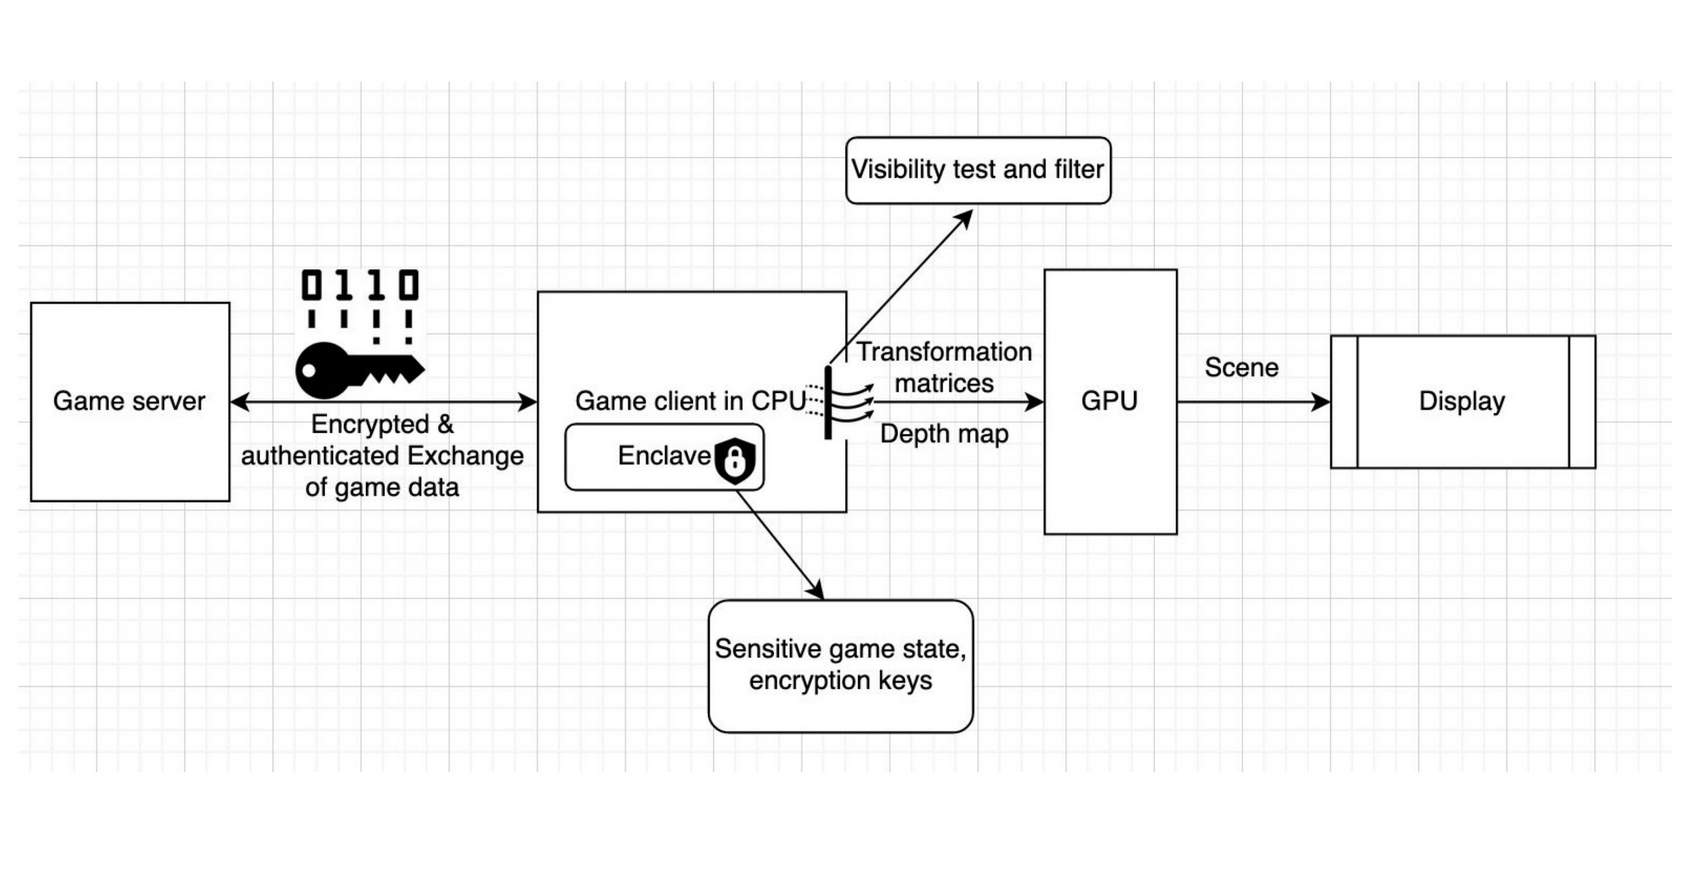 Visibility test and filter
0110
Game server
Encrypted &
authenticated Exchange
of game data
Game client in CPU
Enclave
Transformation
matrices
Depth map
GPU
Scene
Display
Sensitive game state,
encryption keys